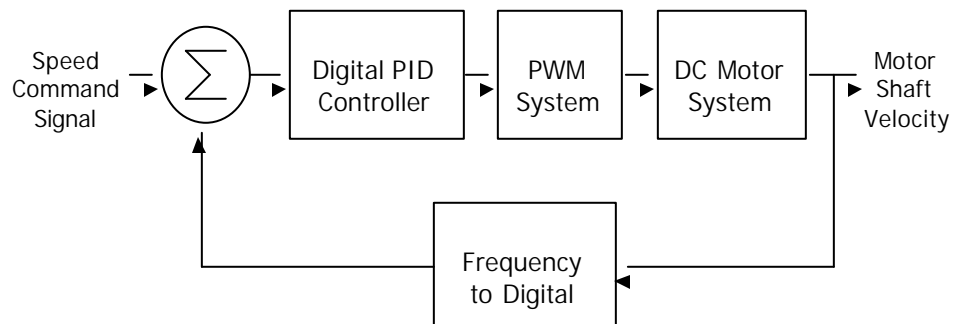 Speed
Command
Signal
∑
Digital PID
Controller
PWM
System
DC Motor
System
Motor
Shaft
Velocity
Frequency
to Digital